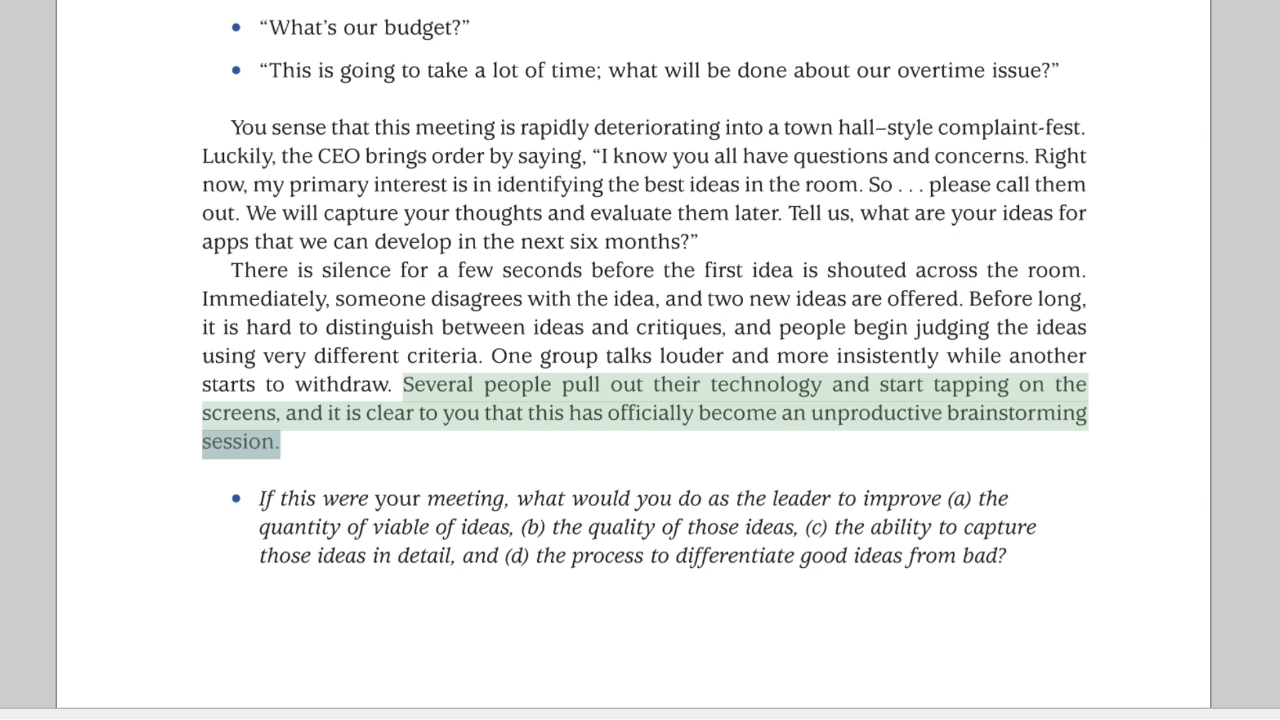 • “What’s our budget?”
• “This is going to take a lot of time; what will be done about our overtime issue?”
You sense that this meeting is rapidly deteriorating into a town hall–style complaint-fest.
Luckily, the CEO brings order by saying, “I know you all have questions and concerns. Right
now, my primary interest is in identifying the best ideas in the room. So . . . please call them
out. We will capture your thoughts and evaluate them later. Tell us, what are your ideas for
apps that we can develop in the next six months?”
There is silence for a few seconds before the first idea is shouted across the room.
Immediately, someone disagrees with the idea, and two new ideas are offered. Before long,
it is hard to distinguish between ideas and critiques, and people begin judging the ideas
using very different criteria. One group talks louder and more insistently while another
starts to withdraw. Several people pull out their technology and start tapping on the
screens, and it is clear to you that this has officially become an unproductive brainstorming
session.
• If this were your meeting, what would you do as the leader to improve (a) the
quantity of viable of ideas, (b) the quality of those ideas, (c) the ability to capture
those ideas in detail, and (d) the process to differentiate good ideas from bad?